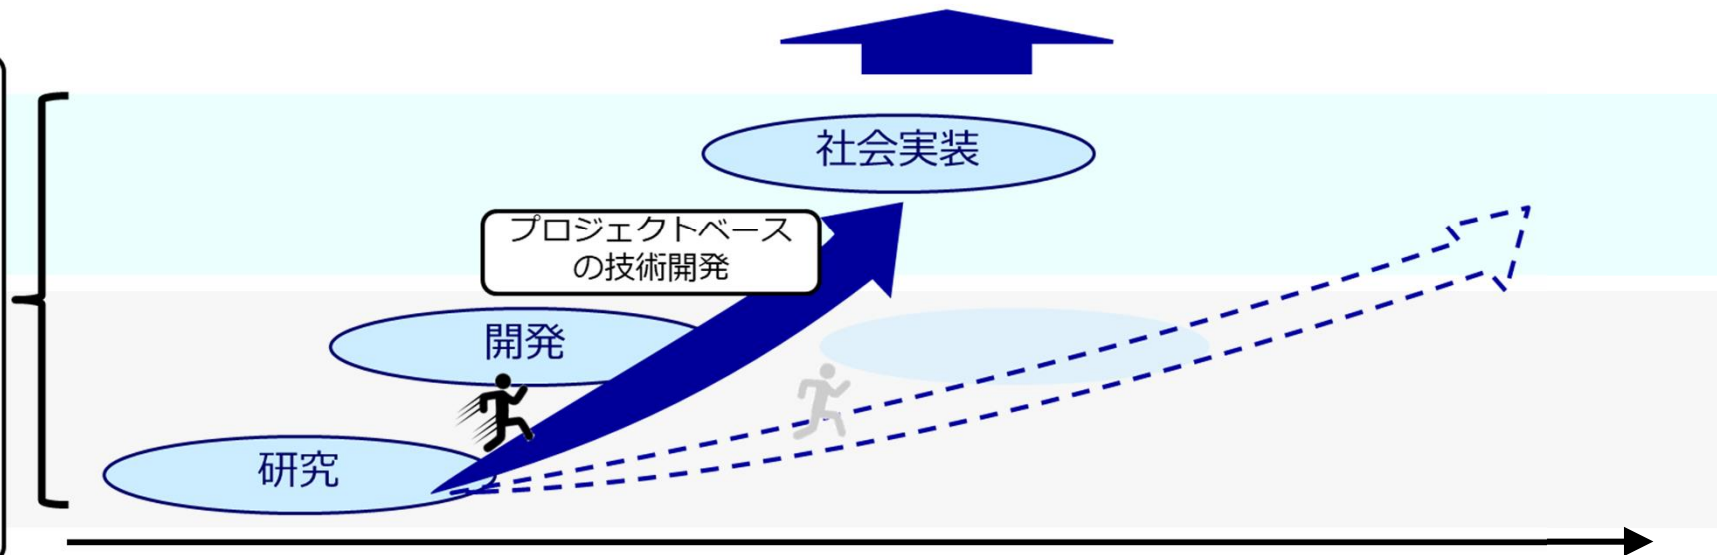 社会実装
プロジェクトベース
の技術開発
開発
研究